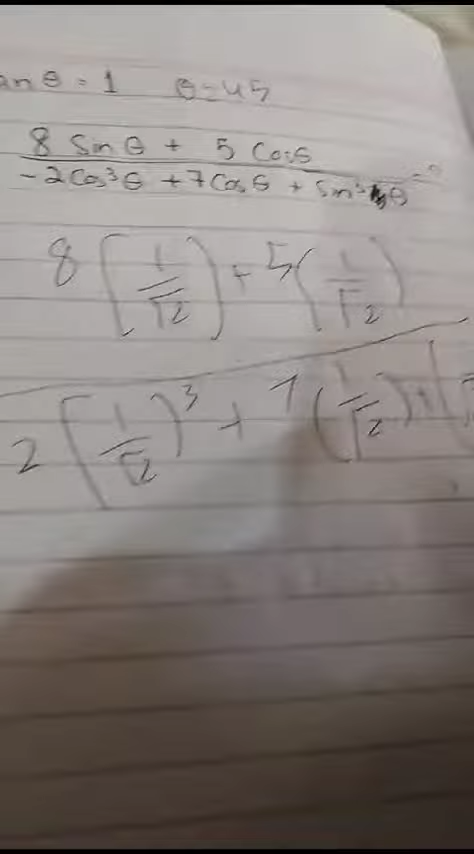 an θ = 1 θ = 45
8 Sin θ + 5 Cos θ
-2 Cos³ θ + 7 Cos θ + Sin³ θ = ?
8 [1/√2] + 5 (1/√2)
2 [1/√2]³ + 7 (1/√2) +